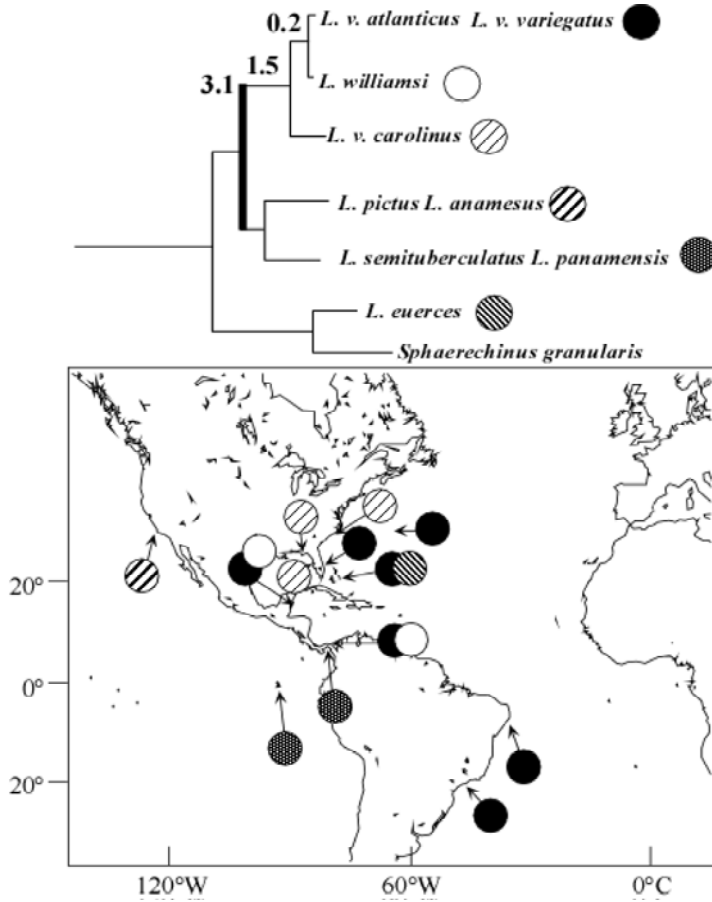 0.2 L. v. atlanticus L. v. variegatus
1.5
3.1 L. williamsi
L. v. carolinus
L. pictus L. anamesus
L. semituberculatus L. panamensis
L. euerces
Sphaerechinus granularis
20°
0°
20°
120°W 60°W 0°C